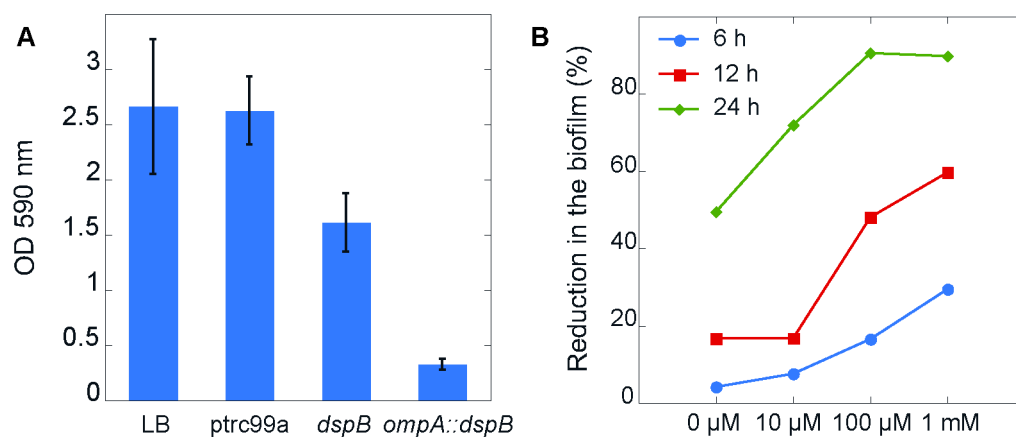 A
OD 590 nm
3
2.5
2
1.5
1
0.5
0
LB ptrc99a dspB ompA::dspB
B
Reduction in the biofilm (%)
6 h
12 h
24 h
80
60
40
20
0
0 µM 10 µM 100 µM 1 mM